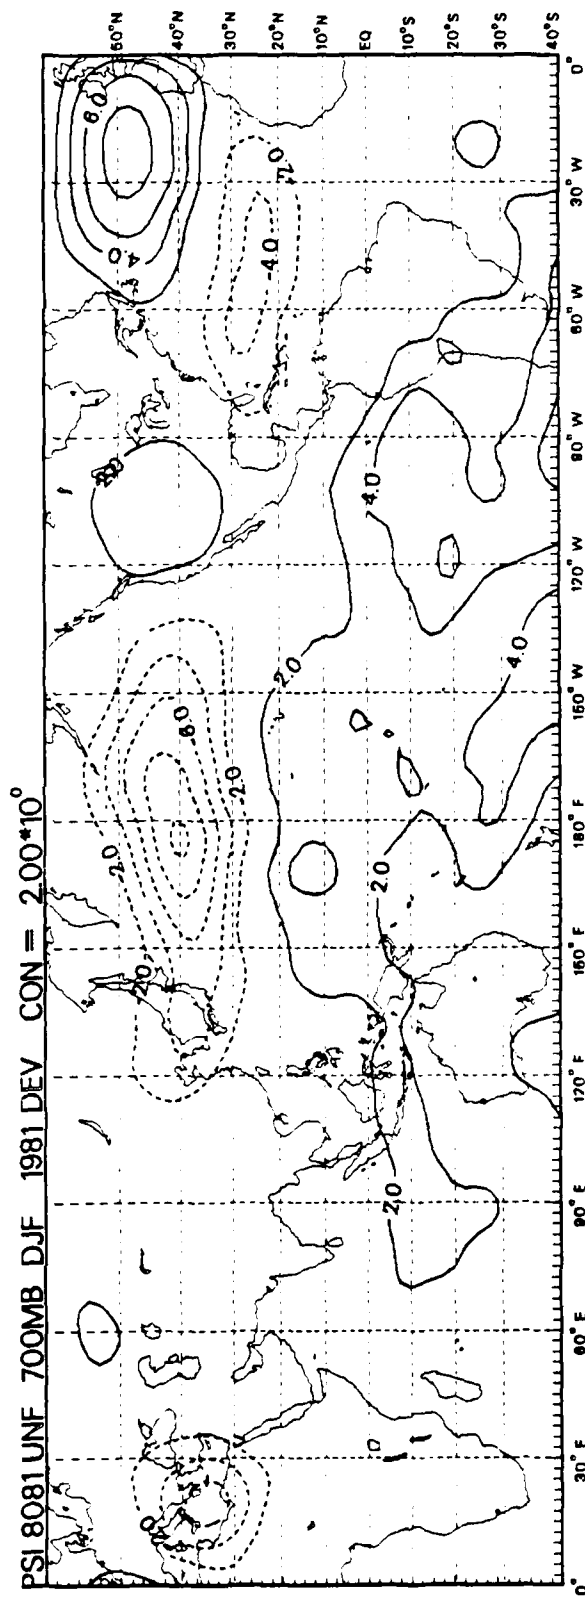 PSI 8081 UNF 700MB DJF 1981 DEV CON = 2.00*10⁰
50°N
40°N
30°N
20°N
10°N
EQ
10°S
20°S
30°S
40°S
0°
30° E
60° E
90° E
120° E
150° E
180° E
150° W
120° W
90° W
60° W
30° W
0°
2.0
2.0
6.0
2.0
2.0
2.0
2.0
4.0
4.0
4.0
6.0
-2.0
-4.0